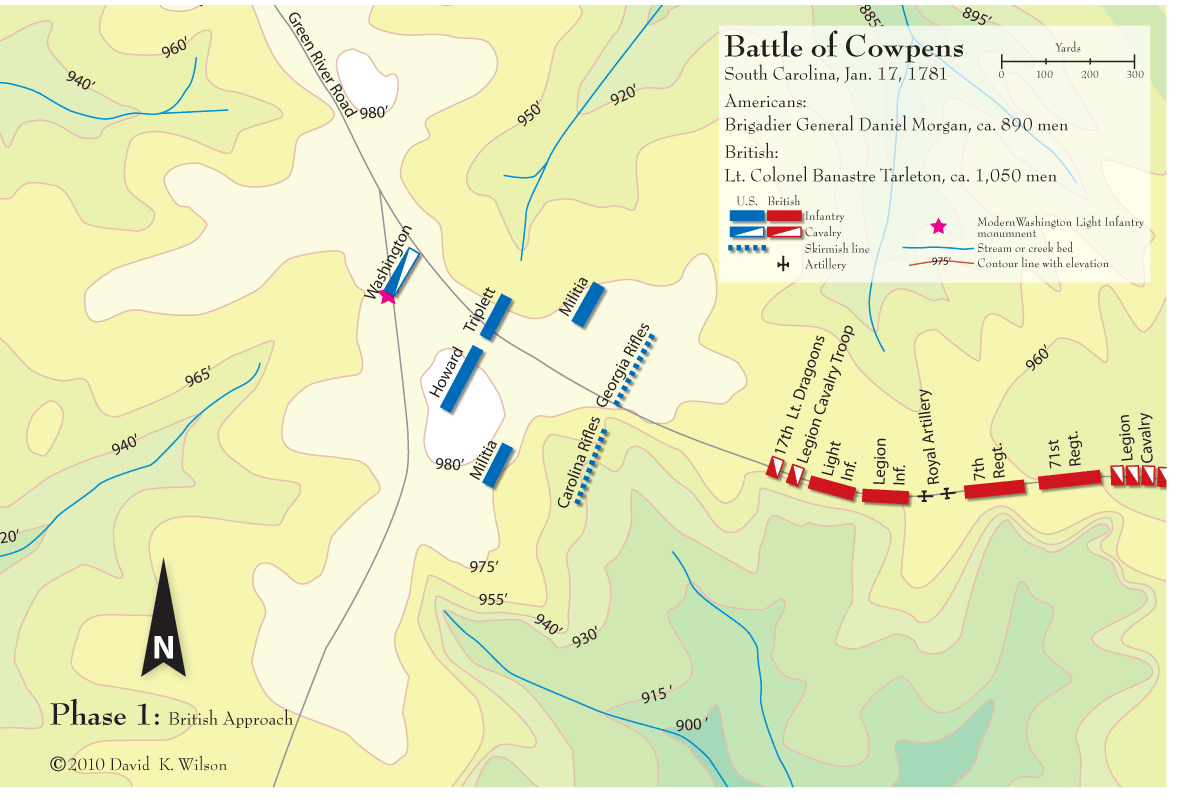 Battle of Cowpens
South Carolina, Jan. 17, 1781
Americans:
Brigadier General Daniel Morgan, ca. 890 men
British:
Lt. Colonel Banastre Tarleton, ca. 1,050 men
Yards
0 100 200 300
U.S. British
Infantry
Cavalry
Skirmish line
Artillery
ModernWashington Light Infantry
monumnent
Stream or creek bed
975' Contour line with elevation
885'
895'
960'
940'
Green River Road
980'
950'
920'
Washington
Triplett
Militia
Howard
Georgia Rifles
Militia
Carolina Rifles
980'
965'
940'
20'
17th Lt. Dragoons
Legion Cavalry Troop
Light
Inf.
Legion
Inf.
Royal Artillery
7th
Regt.
71st
Regt.
Legion
Cavalry
960'
975'
955'
940'
930'
915'
900'
N
Phase 1: British Approach
©2010 David K. Wilson